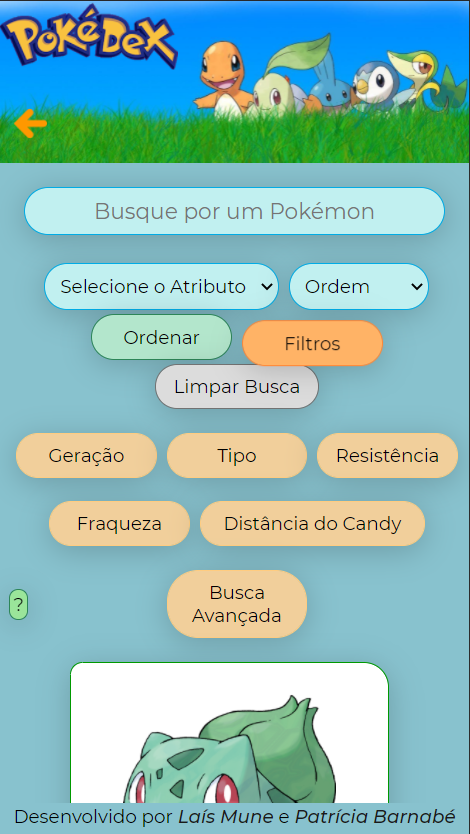 PoKéDeX
Busque por um Pokémon
Selecione o Atributo
Ordem
Ordenar
Filtros
Limpar Busca
Geração
Tipo
Resistência
Fraqueza
Distância do Candy
?
Busca
Avançada
Desenvolvido por Laís Mune e Patrícia Barnabé